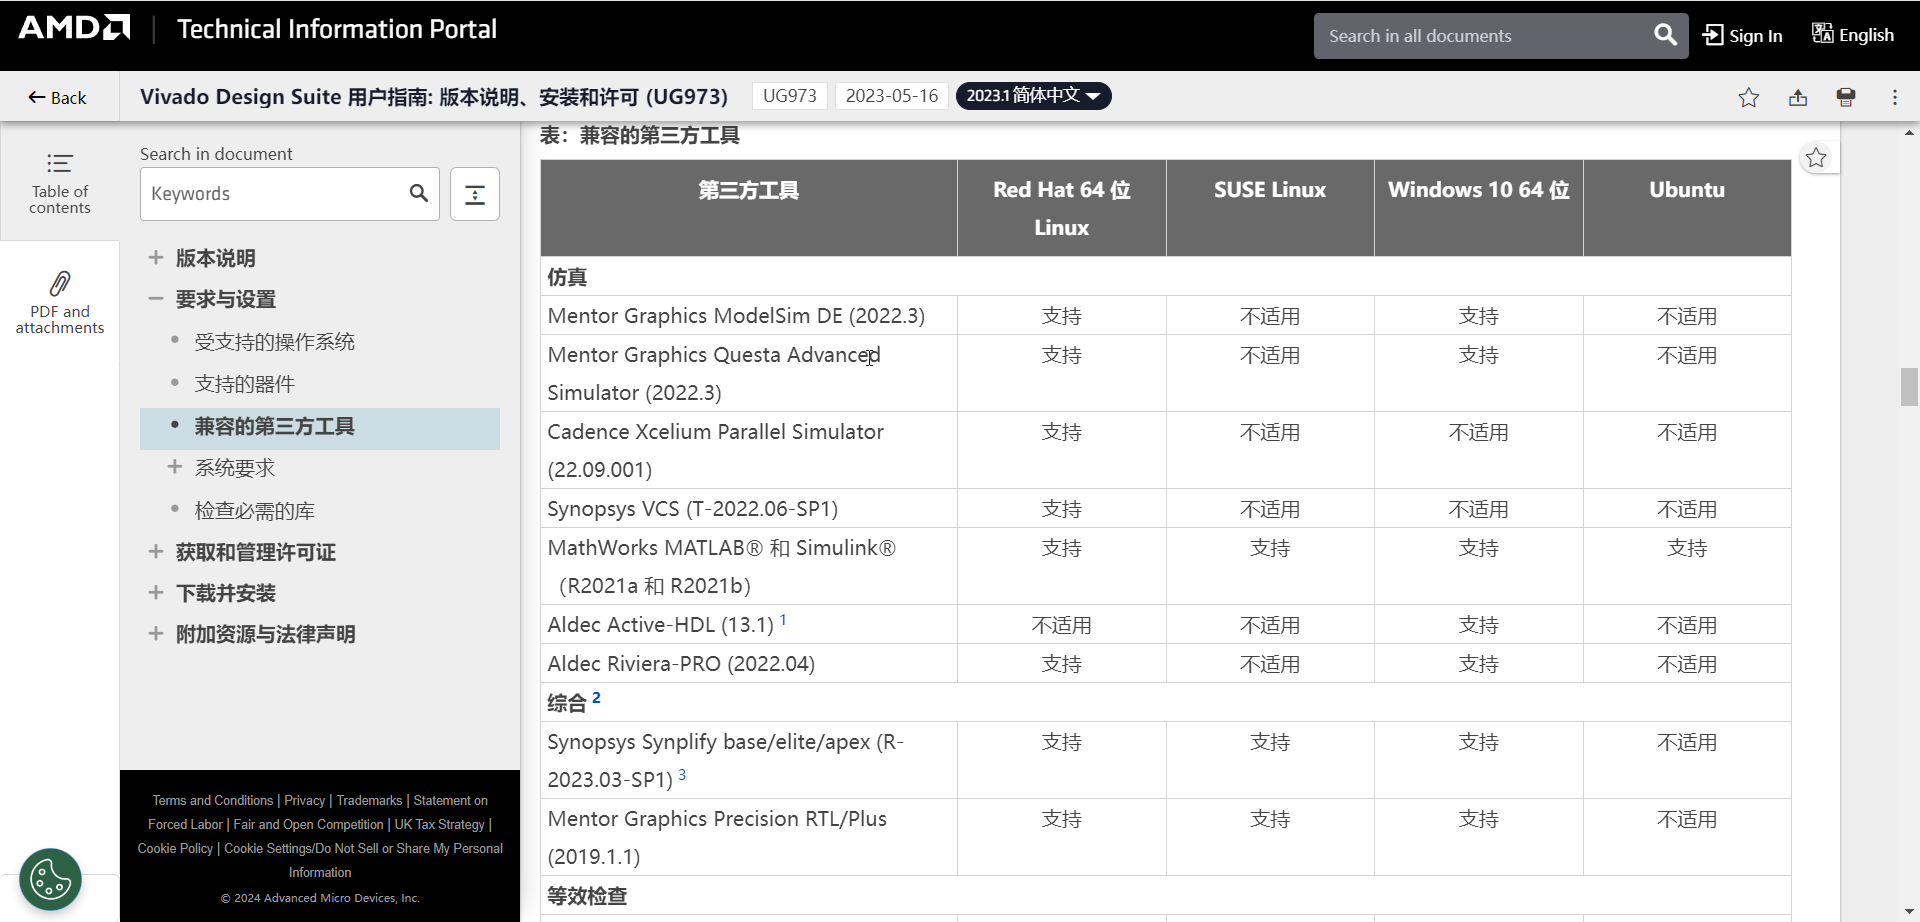 AMD Technical Information Portal
Search in all documents
Sign In
English
Back
Vivado Design Suite 用户指南: 版本说明、安装和许可 (UG973)
UG973
2023-05-16
2023.1 简体中文
Table of
contents
PDF and
attachments
Search in document
Keywords
版本说明
要求与设置
受支持的操作系统
支持的器件
兼容的第三方工具
系统要求
检查必需的库
获取和管理许可证
下载并安装
附加资源与法律声明
Terms and Conditions | Privacy | Trademarks | Statement on
Forced Labor | Fair and Open Competition | UK Tax Strategy |
Cookie Policy | Cookie Settings/Do Not Sell or Share My Personal
Information
© 2024 Advanced Micro Devices, Inc.
表：兼容的第三方工具
第三方工具 Red Hat 64 位 SUSE Linux Windows 10 64 位 Ubuntu
Linux
仿真
Mentor Graphics ModelSim DE (2022.3) 支持 不适用 支持 不适用
Mentor Graphics Questa Advanced 支持 不适用 支持 不适用
Simulator (2022.3)
Cadence Xcelium Parallel Simulator 支持 不适用 不适用 不适用
(22.09.001)
Synopsys VCS (T-2022.06-SP1) 支持 不适用 不适用 不适用
MathWorks MATLAB® 和 Simulink® 支持 支持 支持 支持
（R2021a 和 R2021b）
Aldec Active-HDL (13.1) 1 不适用 不适用 支持 不适用
Aldec Riviera-PRO (2022.04) 支持 不适用 支持 不适用
综合 2
Synopsys Synplify base/elite/apex (R- 支持 支持 支持 不适用
2023.03-SP1) 3
Mentor Graphics Precision RTL/Plus 支持 支持 支持 不适用
(2019.1.1)
等效检查